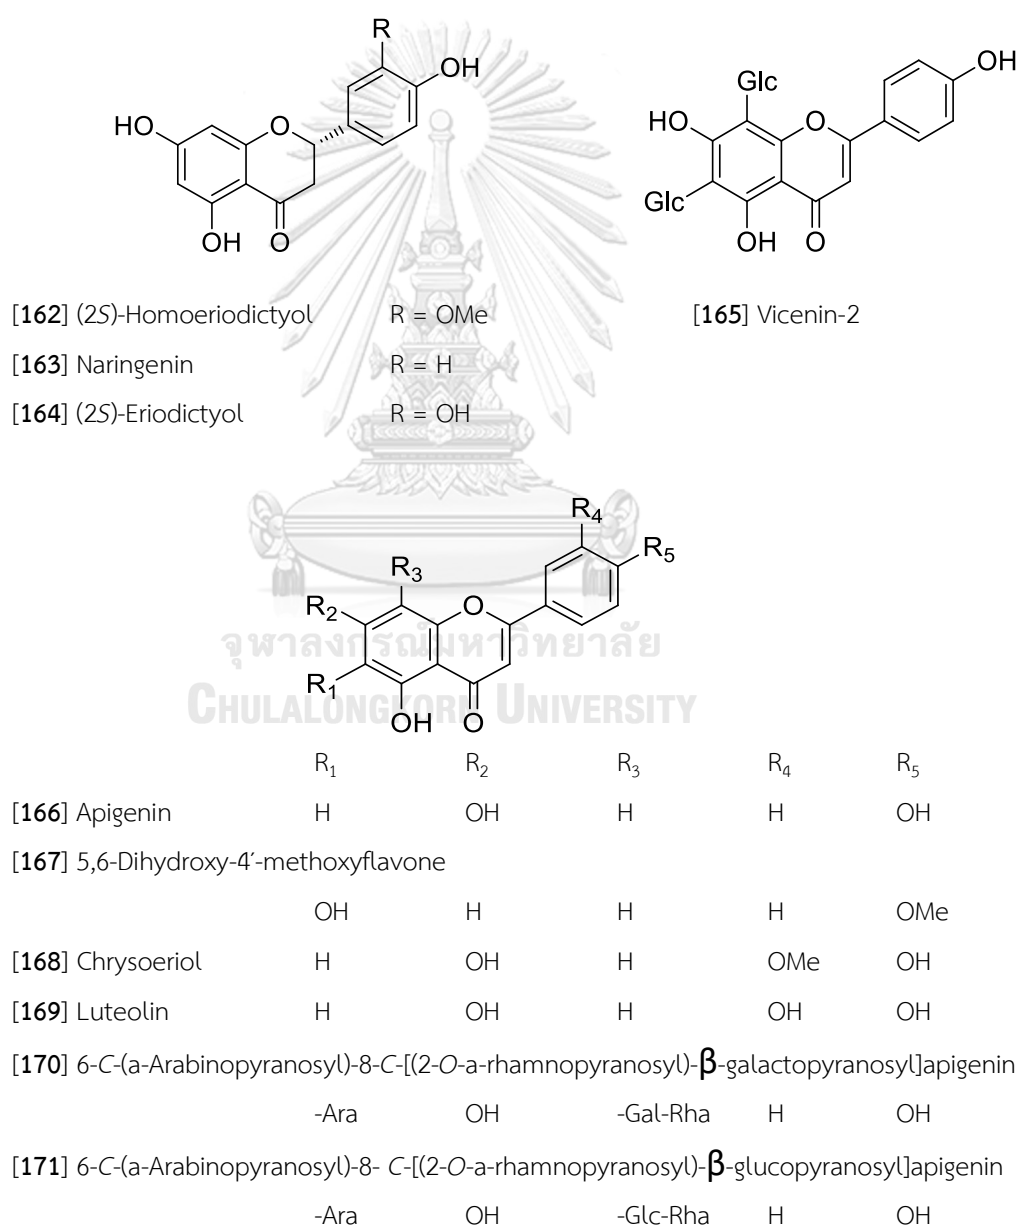 R
OH
HO
O
OH
O
Glc
OH
HO
O
Glc
OH
O
[162] (2S)-Homoeriodictyol R = OMe [165] Vicenin-2
[163] Naringenin R = H
[164] (2S)-Eriodictyol R = OH
R4
R5
R3
R2
O
R1
OH
O
จุฬาลงกรณ์มหาวิทยาลัย
CHULALONGKORN UNIVERSITY
R1 R2 R3 R4 R5
[166] Apigenin H OH H H OH
[167] 5,6-Dihydroxy-4´-methoxyflavone
OH H H H OMe
[168] Chrysoeriol H OH H OMe OH
[169] Luteolin H OH H OH OH
[170] 6-C-(a-Arabinopyranosyl)-8-C-[(2-O-a-rhamnopyranosyl)-β-galactopyranosyl]apigenin
-Ara OH -Gal-Rha H OH
[171] 6-C-(a-Arabinopyranosyl)-8- C-[(2-O-a-rhamnopyranosyl)-β-glucopyranosyl]apigenin
-Ara OH -Glc-Rha H OH